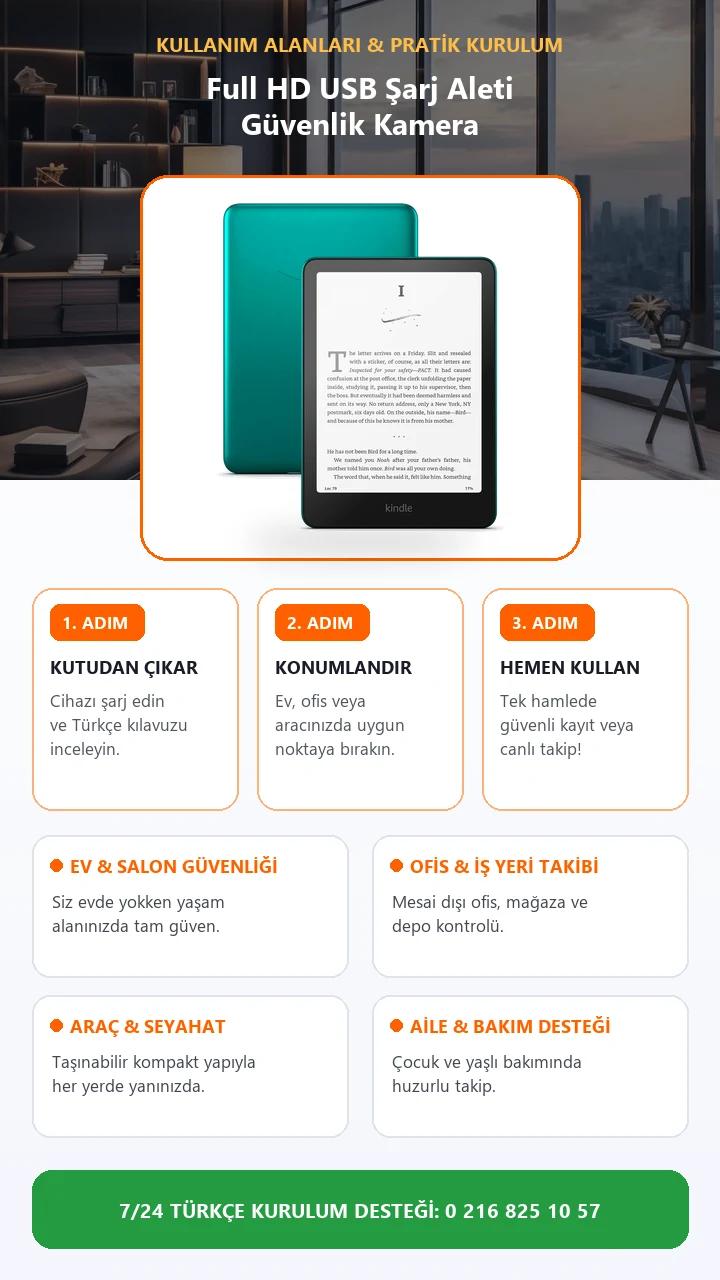 KULLANIM ALANLARI & PRATİK KURULUM
Full HD USB Şarj Aleti
Güvenlik Kamera
I
The letter arrives on a Friday. Slit and resealed
with a sticker, of course, as all their letters are:
Inspected for your safety—PACT. It had caused
confusion at the post office, the clerk unfolding the paper
inside, studying it, passing it up to his supervisor, then
the boss. But eventually it had been deemed harmless and
sent on its way. No return address, only a New York, NY
postmark, six days old. On the outside, his name—Bird—
and because of this he knows it is from his mother.
...
He has not been Bird for a long time.
We named you Noah after your father's father, his
mother told him once. Bird was all your own doing.
The word that, when he said it, felt like him. Something
Loc 78
17%
kindle
1. ADIM
KUTUDAN ÇIKAR
Cihazı şarj edin
ve Türkçe kılavuzu
inceleyin.
2. ADIM
KONUMLANDIR
Ev, ofis veya
aracınızda uygun
noktaya bırakın.
3. ADIM
HEMEN KULLAN
Tek hamlede
güvenli kayıt veya
canlı takip!
EV & SALON GÜVENLİĞİ
Siz evde yokken yaşam
alanınızda tam güven.
OFİS & İŞ YERİ TAKİBİ
Mesai dışı ofis, mağaza ve
depo kontrolü.
ARAÇ & SEYAHAT
Taşınabilir kompakt yapıyla
her yerde yanınızda.
AİLE & BAKIM DESTEĞİ
Çocuk ve yaşlı bakımında
huzurlu takip.
7/24 TÜRKÇE KURULUM DESTEĞİ: 0 216 825 10 57